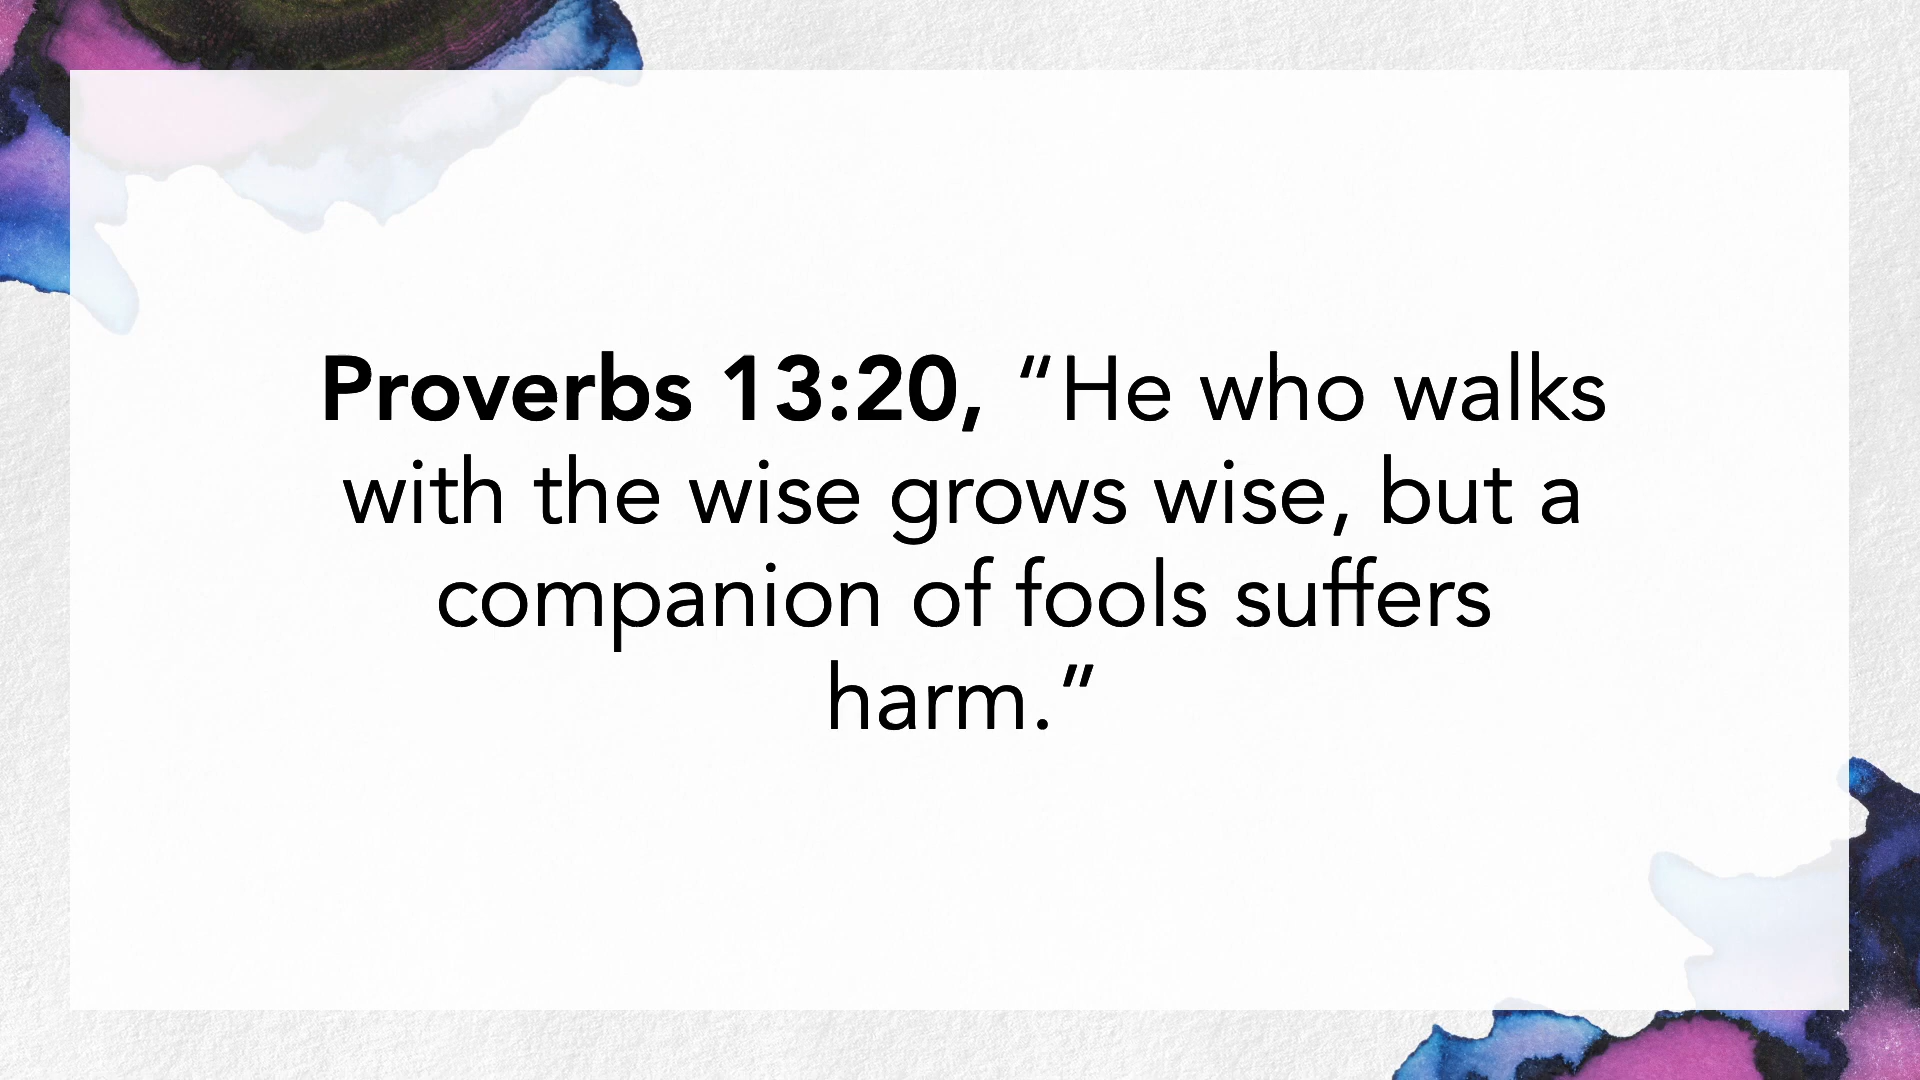 Proverbs 13:20, “He who walks
with the wise grows wise, but a
companion of fools suffers
harm.”